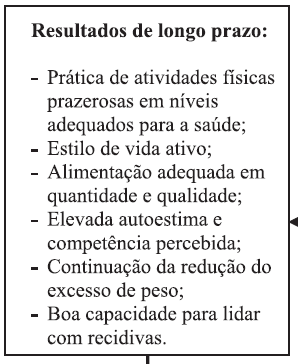 Resultados de longo prazo:
- Prática de atividades físicas
prazerosas em níveis
adequados para a saúde;
- Estilo de vida ativo;
- Alimentação adequada em
quantidade e qualidade;
- Elevada autoestima e
competência percebida;
- Continuação da redução do
excesso de peso;
- Boa capacidade para lidar
com recidivas.